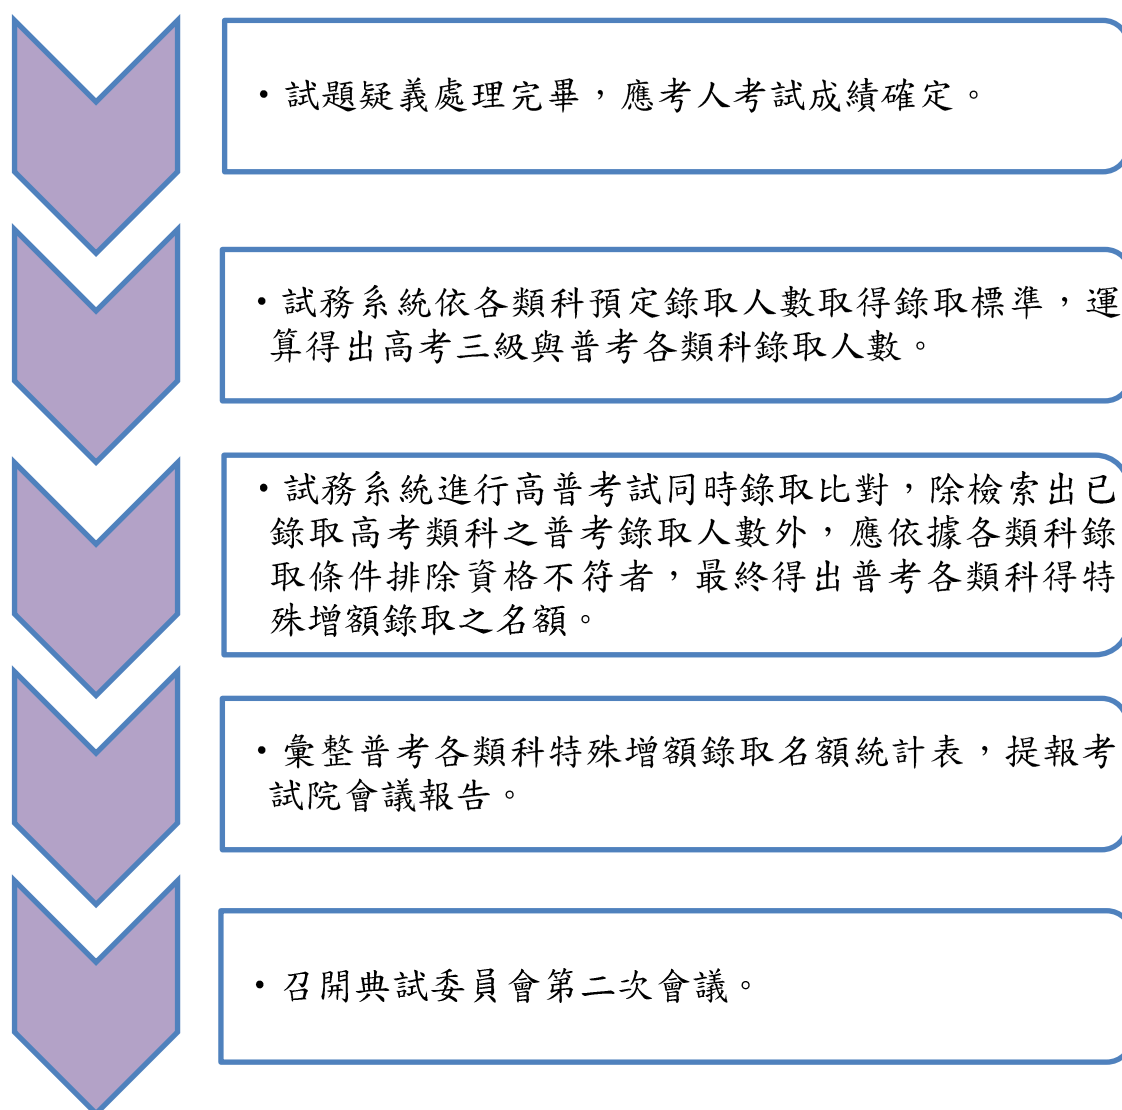 ・試題疑義處理完畢，應考人考試成績確定。
・試務系統依各類科預定錄取人數取得錄取標準，運
算得出高考三級與普考各類科錄取人數。
・試務系統進行高普考試同時錄取比對，除檢索出已
錄取高考類科之普考錄取人數外，應依據各類科錄
取條件排除資格不符者，最終得出普考各類科得特
殊增額錄取之名額。
・彙整普考各類科特殊增額錄取名額統計表，提報考
試院會議報告。
・召開典試委員會第二次會議。